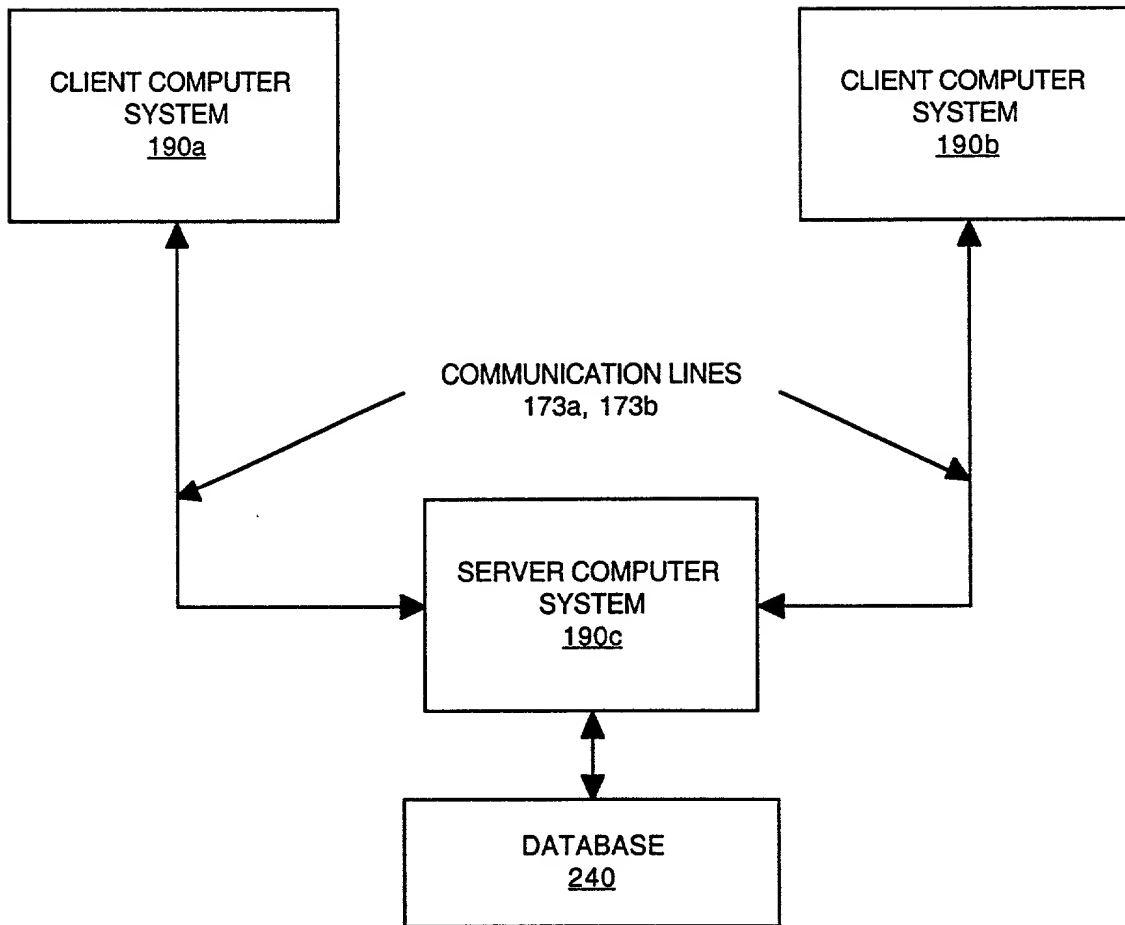 CLIENT COMPUTER
SYSTEM
190a
CLIENT COMPUTER
SYSTEM
190b
COMMUNICATION LINES
173a, 173b
SERVER COMPUTER
SYSTEM
190c
DATABASE
240